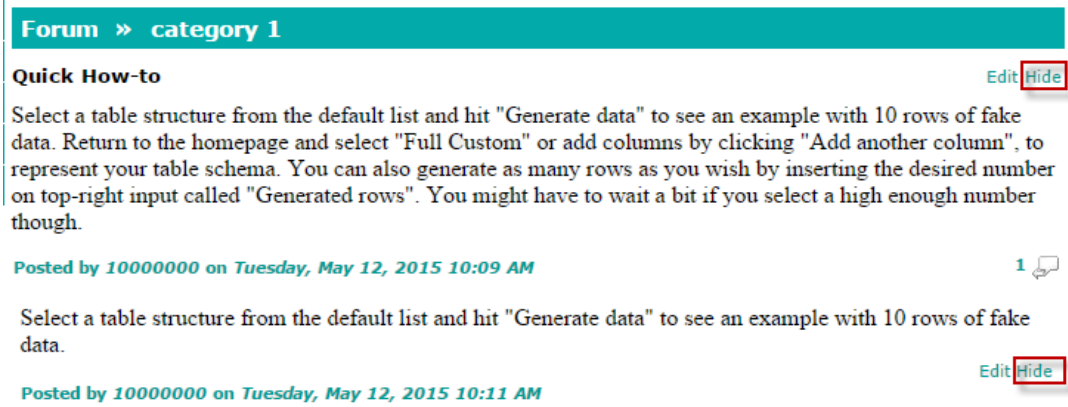 Forum » category 1
Quick How-to
Edit Hide
Select a table structure from the default list and hit "Generate data" to see an example with 10 rows of fake
data. Return to the homepage and select "Full Custom" or add columns by clicking "Add another column", to
represent your table schema. You can also generate as many rows as you wish by inserting the desired number
on top-right input called "Generated rows". You might have to wait a bit if you select a high enough number
though.
Posted by 10000000 on Tuesday, May 12, 2015 10:09 AM
1
Select a table structure from the default list and hit "Generate data" to see an example with 10 rows of fake
data.
Edit Hide
Posted by 10000000 on Tuesday, May 12, 2015 10:11 AM